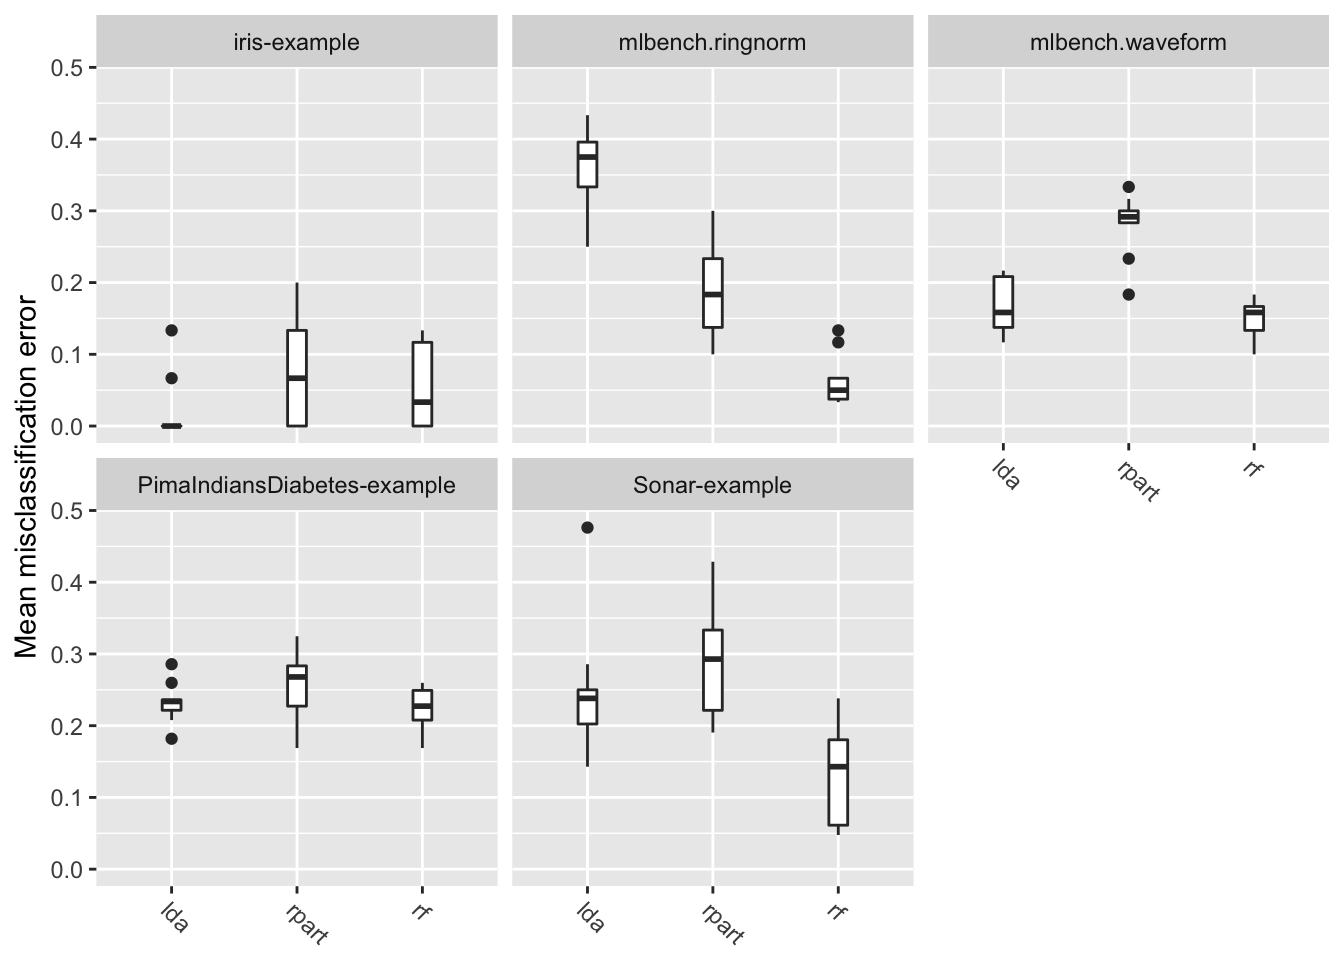 Mean misclassification error
iris-example
mlbench.ringnorm
mlbench.waveform
0.5
0.4
0.3
0.2
0.1
0.0
lda
rpart
rf
PimaIndiansDiabetes-example
Sonar-example
0.5
0.4
0.3
0.2
0.1
0.0
lda
rpart
rf
lda
rpart
rf